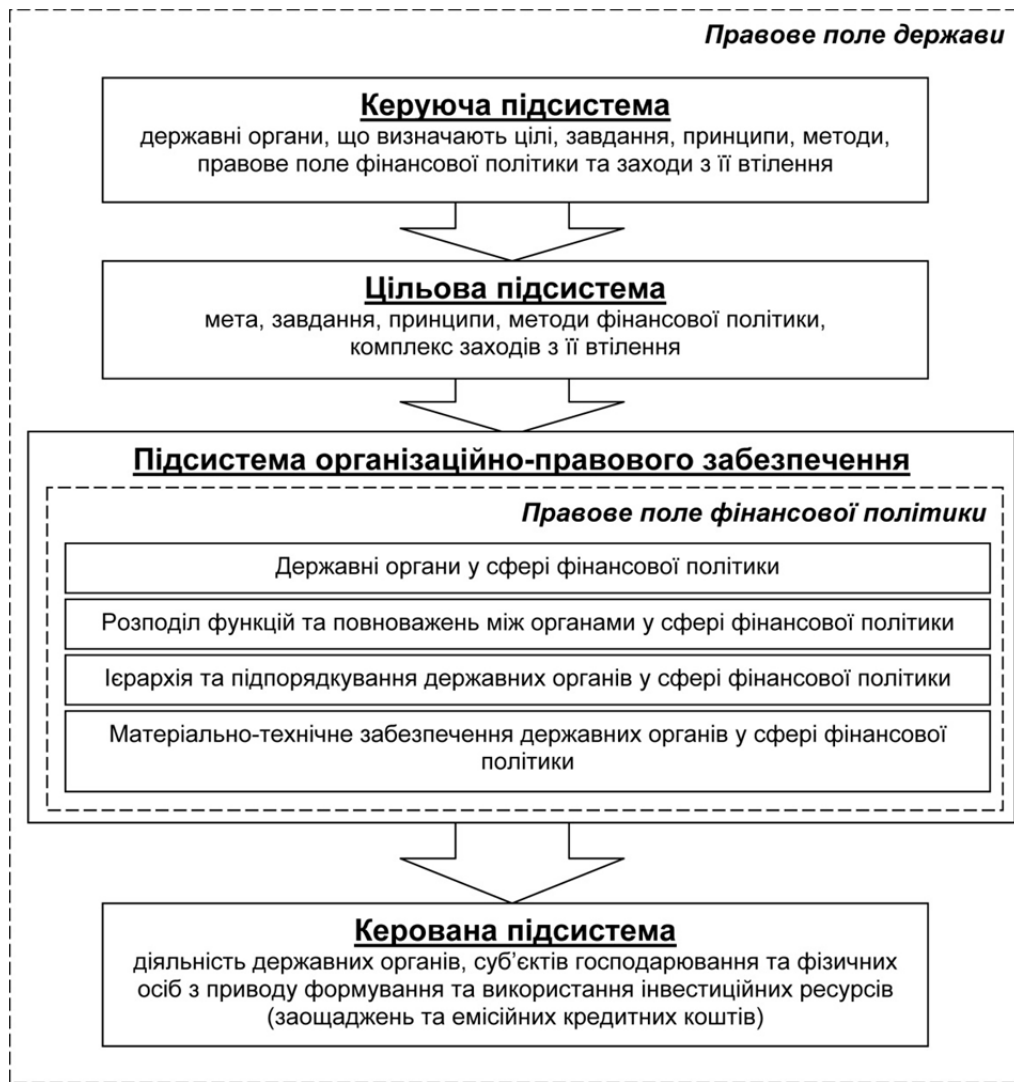 Правове поле держави
Керуюча підсистема
державні органи, що визначають цілі, завдання, принципи, методи,
правове поле фінансової політики та заходи з її втілення
Цільова підсистема
мета, завдання, принципи, методи фінансової політики,
комплекс заходів з її втілення
Підсистема організаційно-правового забезпечення
Правове поле фінансової політики
Державні органи у сфері фінансової політики
Розподіл функцій та повноважень між органами у сфері фінансової політики
Ієрархія та підпорядкування державних органів у сфері фінансової політики
Матеріально-технічне забезпечення державних органів у сфері фінансової
політики
Керована підсистема
діяльність державних органів, суб’єктів господарювання та фізичних
осіб з приводу формування та використання інвестиційних ресурсів
(заощаджень та емісійних кредитних коштів)